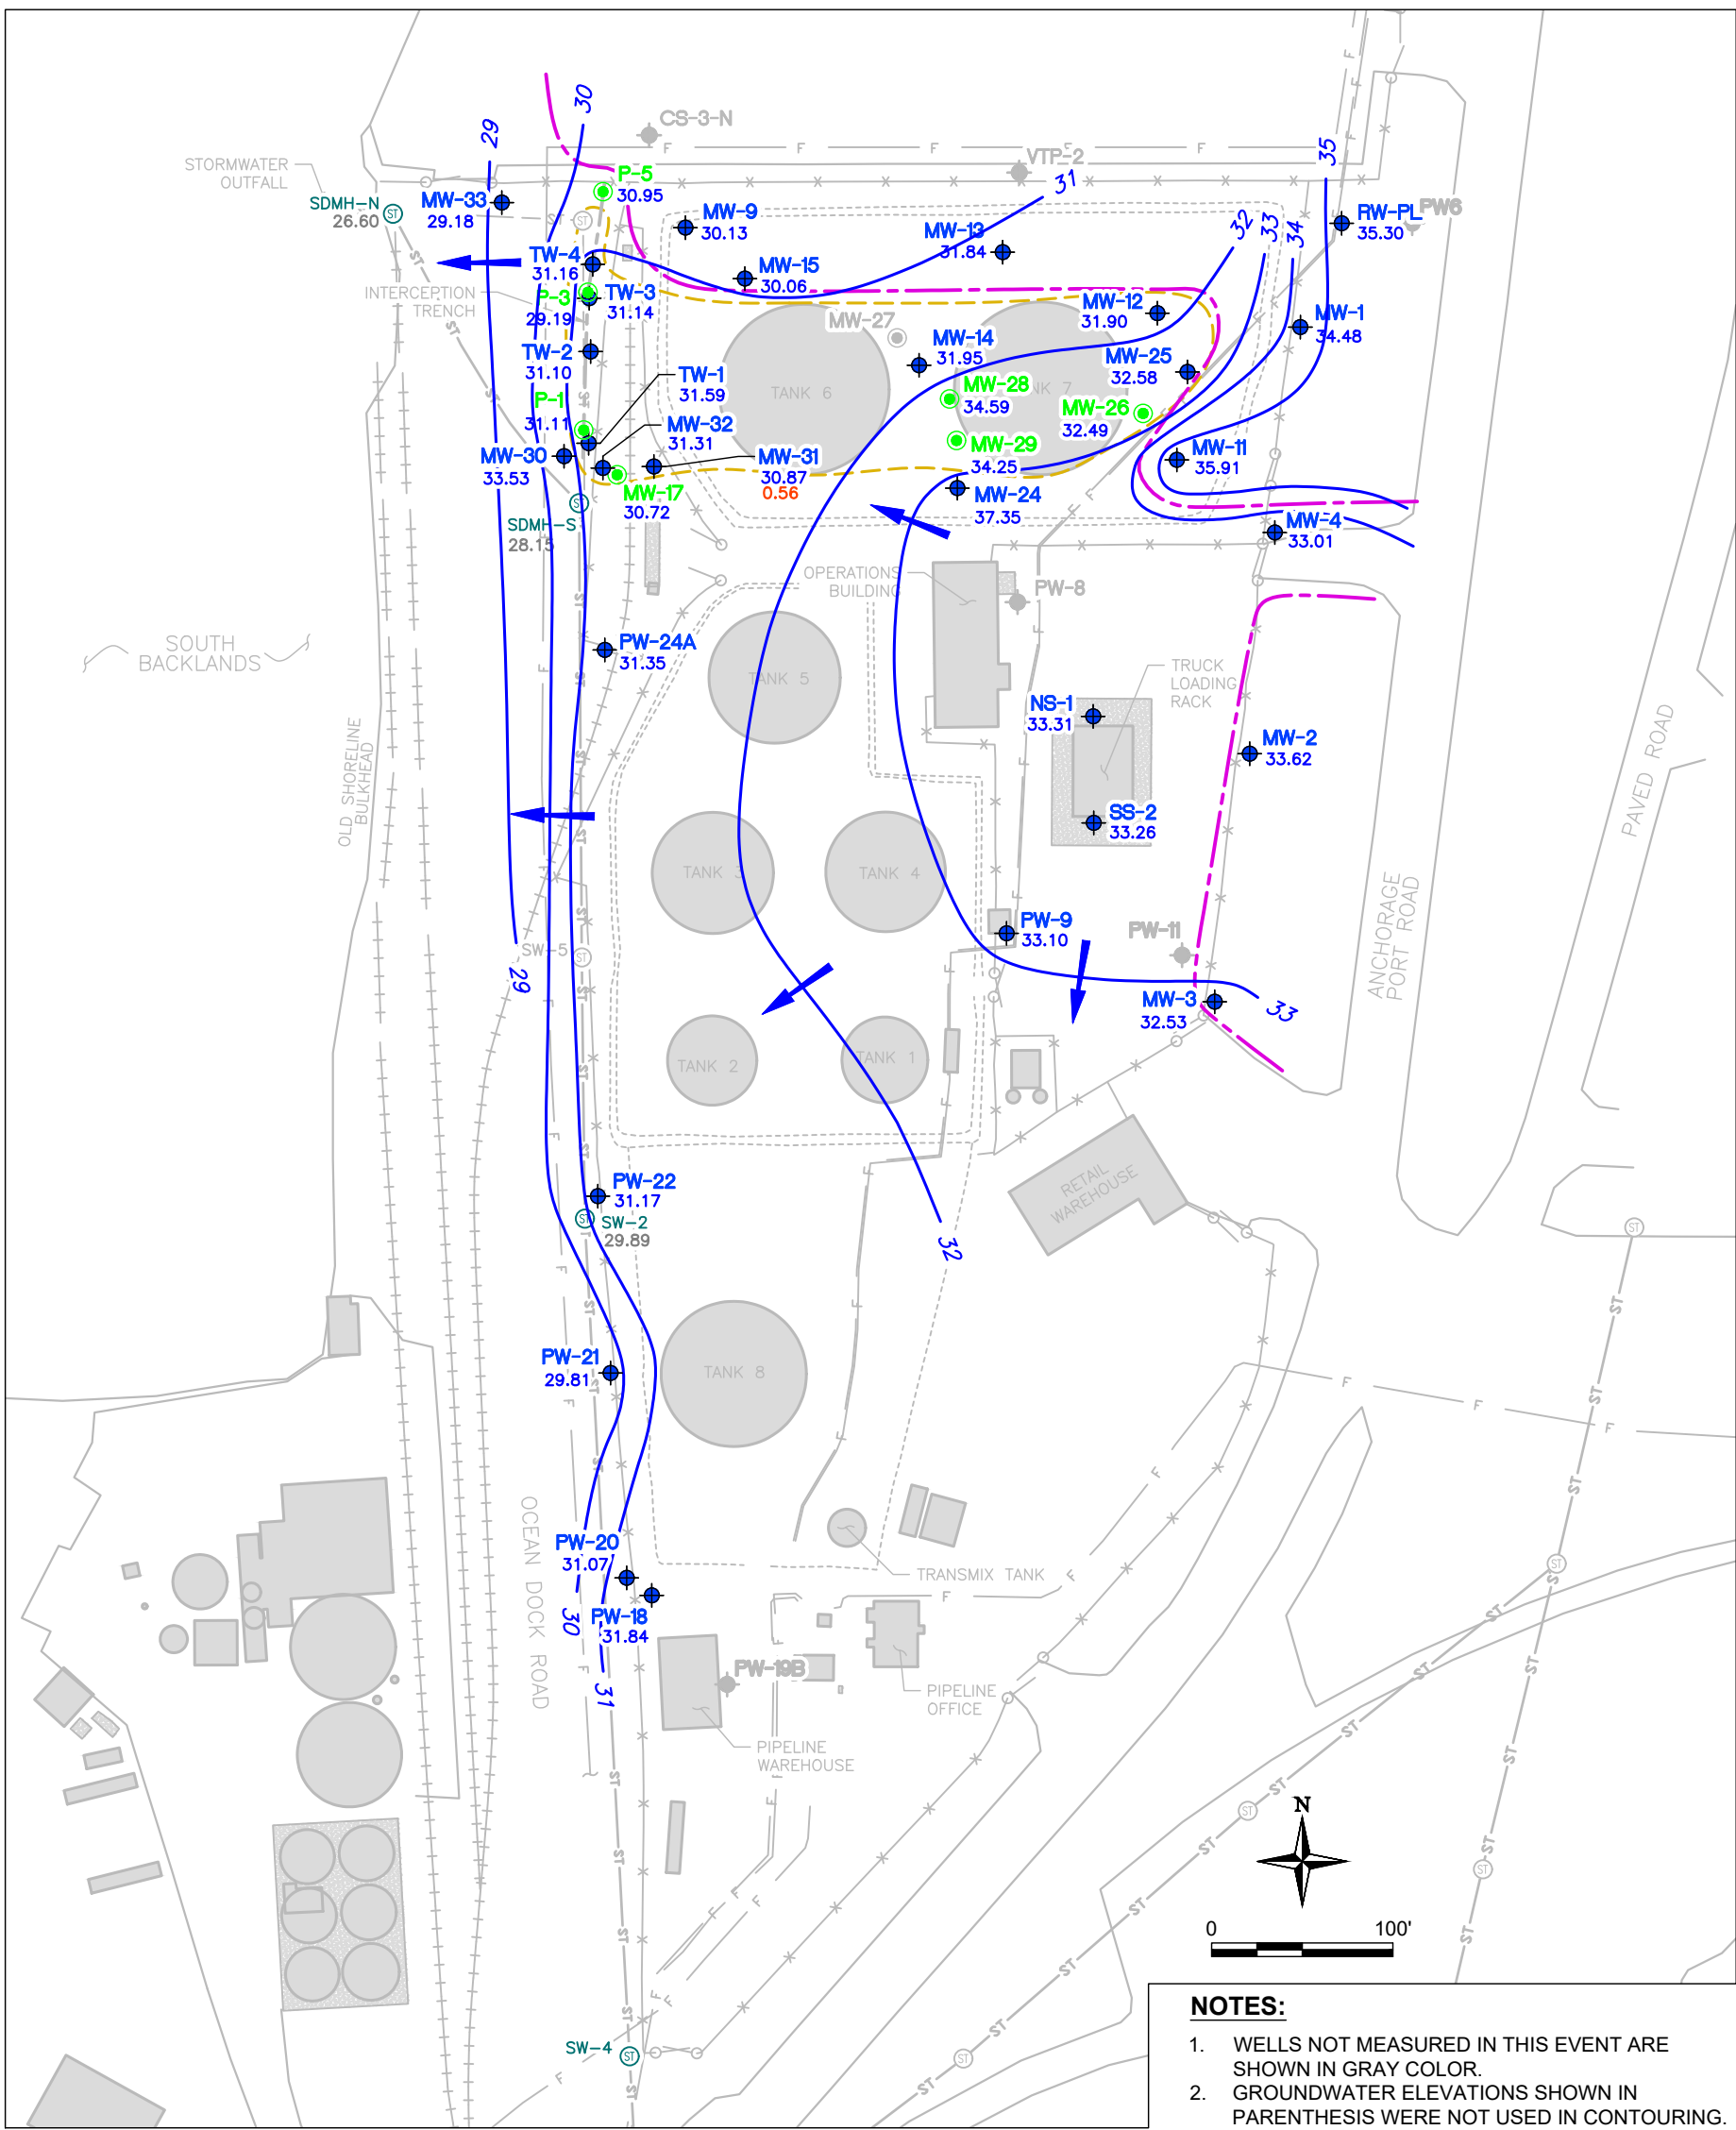 30
29
CS-3-N
F
F
F
F
F
F
F
35
STORMWATER
OUTFALL
VTP-2
P-5
30.95
31
SDMH-N
26.60
ST
MW-33
29.18
ST
MW-9
30.13
MW-13
31.84
32
33
34
RW-PL
35.30
PW6
TW-4
31.16
MW-15
30.06
INTERCEPTION
TRENCH
P-3
29.19
TW-3
31.14
MW-12
31.90
MW-27
MW-1
34.48
TW-2
31.10
MW-14
31.95
MW-25
32.58
TW-1
31.59
TANK 6
MW-28
34.59
NK 7
P-1
31.11
MW-26
32.49
MW-32
31.31
MW-29
34.25
MW-30
33.53
MW-31
30.87
0.56
MW-11
35.91
MW-17
30.72
MW-24
37.35
SDMH-S
28.15
MW-4
33.01
OPERATIONS
BUILDING
PW-8
SOUTH
BACKLANDS
PW-24A
31.35
TANK 5
TRUCK
LOADING
RACK
NS-1
33.31
OLD SHORELINE
BULKHEAD
MW-2
33.62
PAVED ROAD
SS-2
33.26
TANK 3
TANK 4
ANCHORAGE
PORT ROAD
PW-9
33.10
PW-11
SW-5
ST
29
MW-3
32.53
33
TANK 2
TANK 1
RETAIL
WAREHOUSE
PW-22
31.17
ST
SW-2
29.89
ST
32
PW-21
29.81
TANK 8
OCEAN DOCK ROAD
PW-20
31.07
TRANSMIX TANK
30
PW-18
31.84
31
PW-19B
PIPELINE
OFFICE
PIPELINE
WAREHOUSE
N
0 100'
SW-4
ST
NOTES:
1. WELLS NOT MEASURED IN THIS EVENT ARE
SHOWN IN GRAY COLOR.
2. GROUNDWATER ELEVATIONS SHOWN IN
PARENTHESIS WERE NOT USED IN CONTOURING.